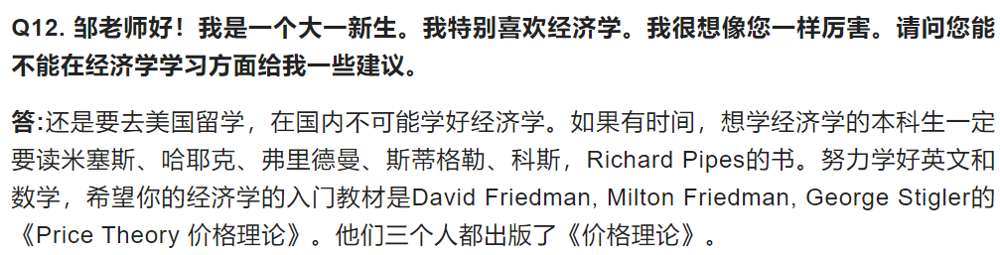 Q12. 邹老师好！我是一个大一新生。我特别喜欢经济学。我很想像您一样厉害。请问您能
不能在经济学学习方面给我一些建议。
答:还是要去美国留学，在国内不可能学好经济学。如果有时间，想学经济学的本科生一定
要读米塞斯、哈耶克、弗里德曼、斯蒂格勒、科斯，Richard Pipes的书。努力学好英文和
数学，希望你的经济学的入门教材是David Friedman, Milton Friedman, George Stigler的
《Price Theory 价格理论》。他们三个人都出版了《价格理论》。